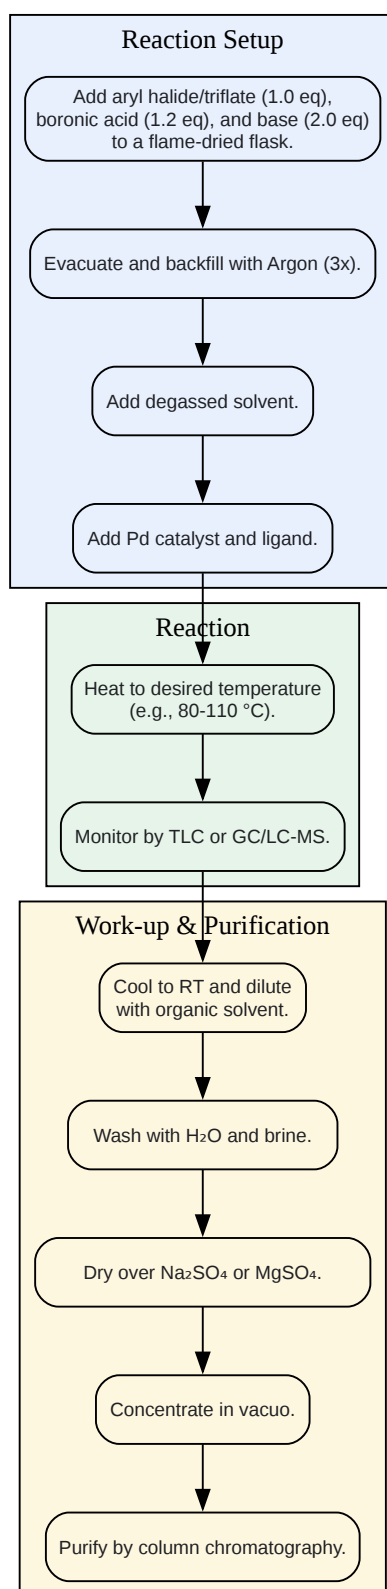 Reaction Setup
Add aryl halide/triflate (1.0 eq),
boronic acid (1.2 eq), and base (2.0 eq)
to a flame-dried flask.
Evacuate and backfill with Argon (3x).
Add degassed solvent.
Add Pd catalyst and ligand.
Reaction
Heat to desired temperature
(e.g., 80-110 °C).
Monitor by TLC or GC/LC-MS.
Work-up & Purification
Cool to RT and dilute
with organic solvent.
Wash with H₂O and brine.
Dry over Na₂SO₄ or MgSO₄.
Concentrate in vacuo.
Purify by column chromatography.